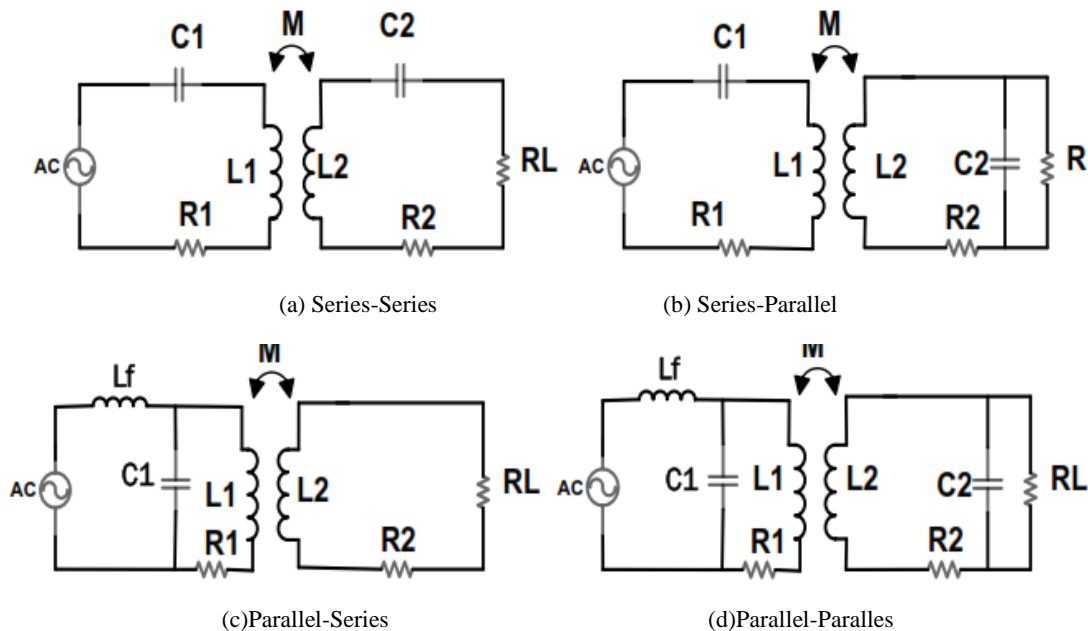 M
C1
C2
AC
L1
L2
RL
R1
R2
(a) Series-Series
M
C1
AC
L1
L2
C2
R
R1
R2
(b) Series-Parallel
M
Lf
AC
C1
L1
L2
RL
R1
R2
(c)Parallel-Series
M
Lf
AC
C1
L1
L2
C2
RL
R1
R2
(d)Parallel-Paralles